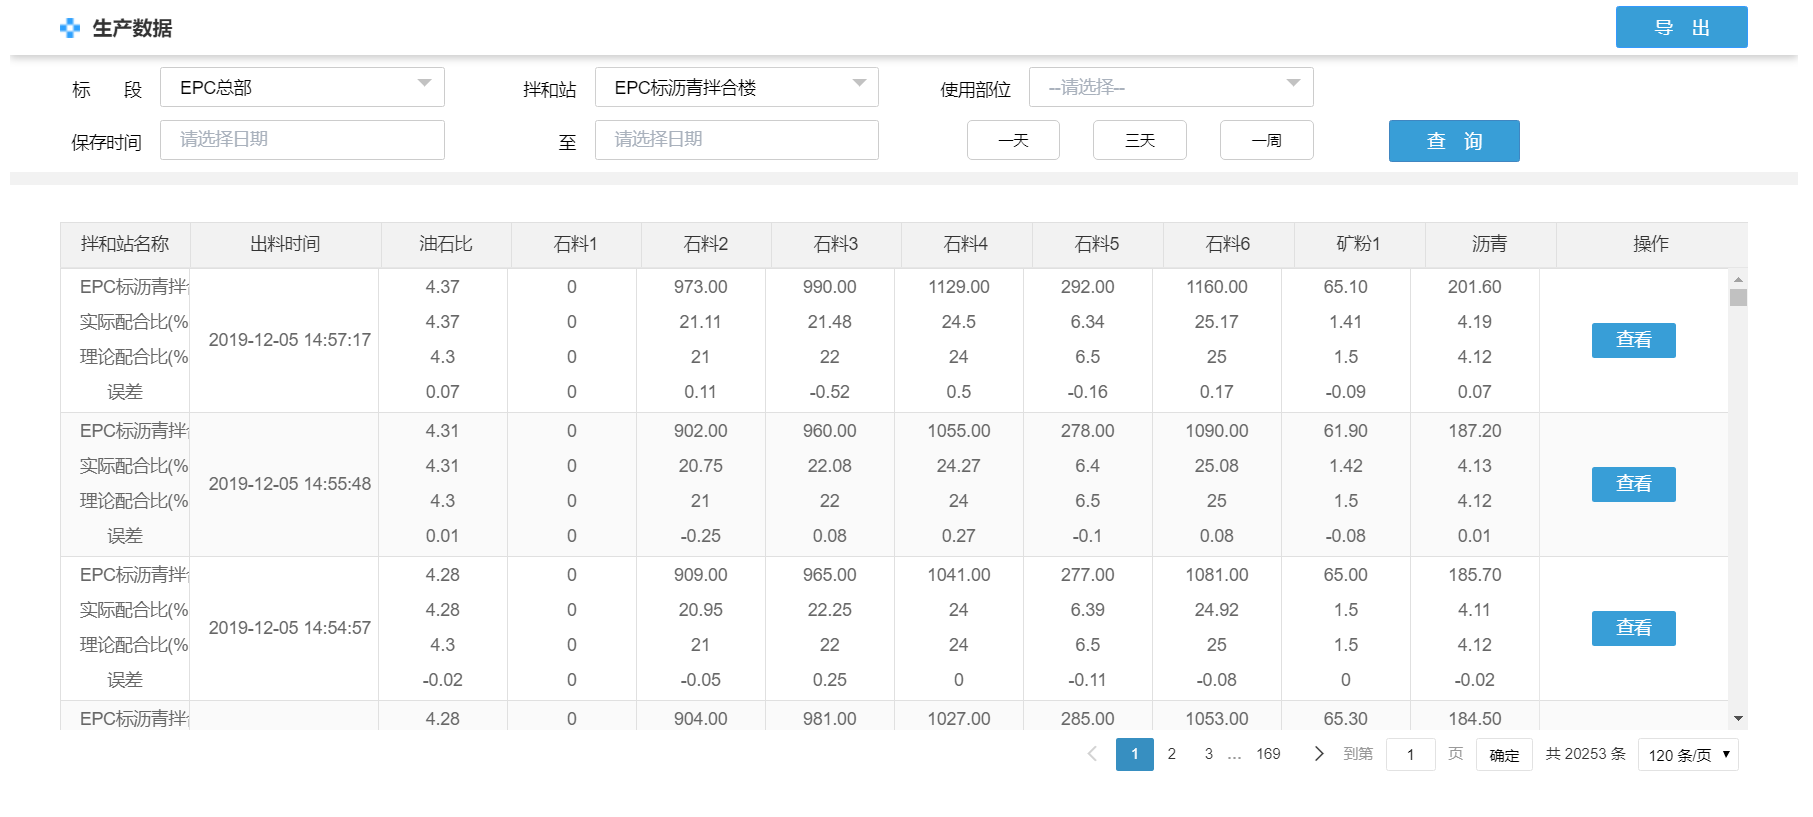 生产数据 导 出
标 段 EPC总部 拌和站 EPC标沥青拌合楼 使用部位 --请选择--
保存时间 请选择日期 至 请选择日期 一天 三天 一周 查 询
拌和站名称 出料时间 油石比 石料1 石料2 石料3 石料4 石料5 石料6 矿粉1 沥青 操作
EPC标沥青拌 4.37 0 973.00 990.00 1129.00 292.00 1160.00 65.10 201.60
实际配合比(% 4.37 0 21.11 21.48 24.5 6.34 25.17 1.41 4.19
2019-12-05 14:57:17 查看
理论配合比(% 4.3 0 21 22 24 6.5 25 1.5 4.12
误差 0.07 0 0.11 -0.52 0.5 -0.16 0.17 -0.09 0.07
EPC标沥青拌 4.31 0 902.00 960.00 1055.00 278.00 1090.00 61.90 187.20
实际配合比(% 4.31 0 20.75 22.08 24.27 6.4 25.08 1.42 4.13
2019-12-05 14:55:48 查看
理论配合比(% 4.3 0 21 22 24 6.5 25 1.5 4.12
误差 0.01 0 -0.25 0.08 0.27 -0.1 0.08 -0.08 0.01
EPC标沥青拌 4.28 0 909.00 965.00 1041.00 277.00 1081.00 65.00 185.70
实际配合比(% 4.28 0 20.95 22.25 24 6.39 24.92 1.5 4.11
2019-12-05 14:54:57 查看
理论配合比(% 4.3 0 21 22 24 6.5 25 1.5 4.12
误差 -0.02 0 -0.05 0.25 0 -0.11 -0.08 0 -0.02
EPC标沥青拌 4.28 0 904.00 981.00 1027.00 285.00 1053.00 65.30 184.50
1 2 3 ... 169 到第 1 页 确定 共 20253 条 120 条/页